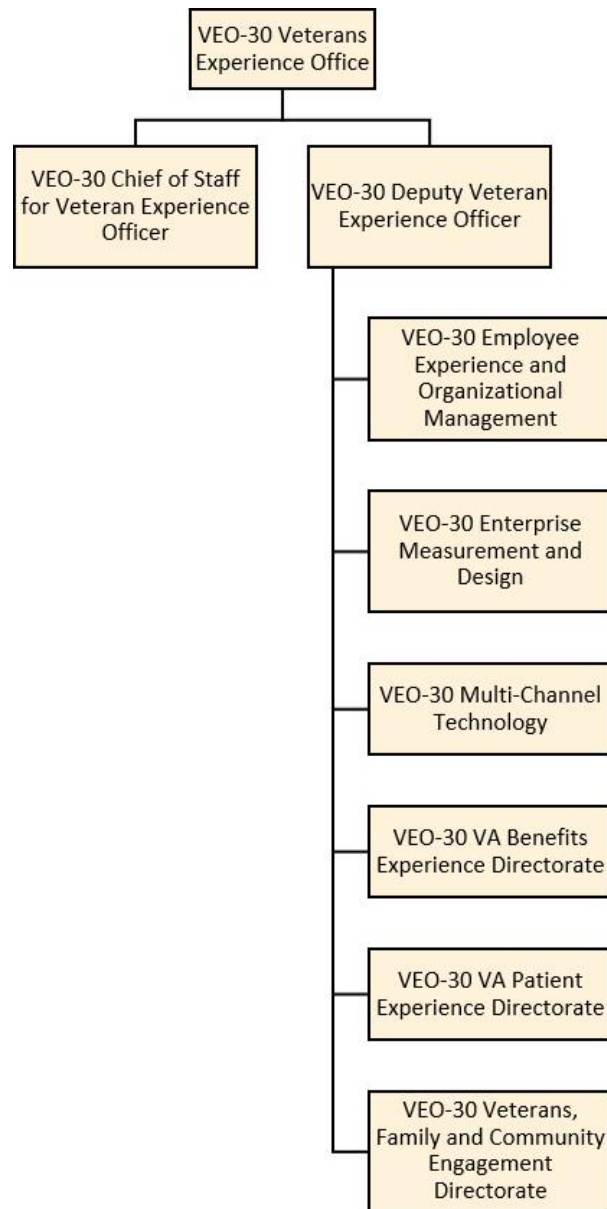 VEO-30 Veterans
Experience Office
VEO-30 Chief of Staff
for Veteran Experience
Officer
VEO-30 Deputy Veteran
Experience Officer
VEO-30 Employee
Experience and
Organizational
Management
VEO-30 Enterprise
Measurement and
Design
VEO-30 Multi-Channel
Technology
VEO-30 VA Benefits
Experience Directorate
VEO-30 VA Patient
Experience Directorate
VEO-30 Veterans,
Family and Community
Engagement
Directorate